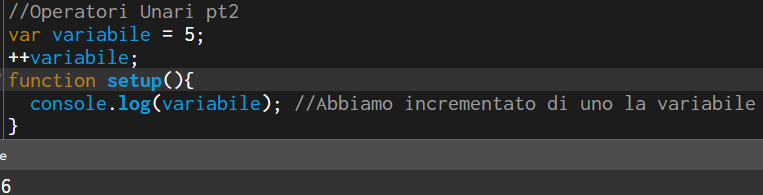 //Operatori Unari pt2
var variabile = 5;
++variabile;
function setup(){
  console.log(variabile); //Abbiamo incrementato di uno la variabile
}
e
6